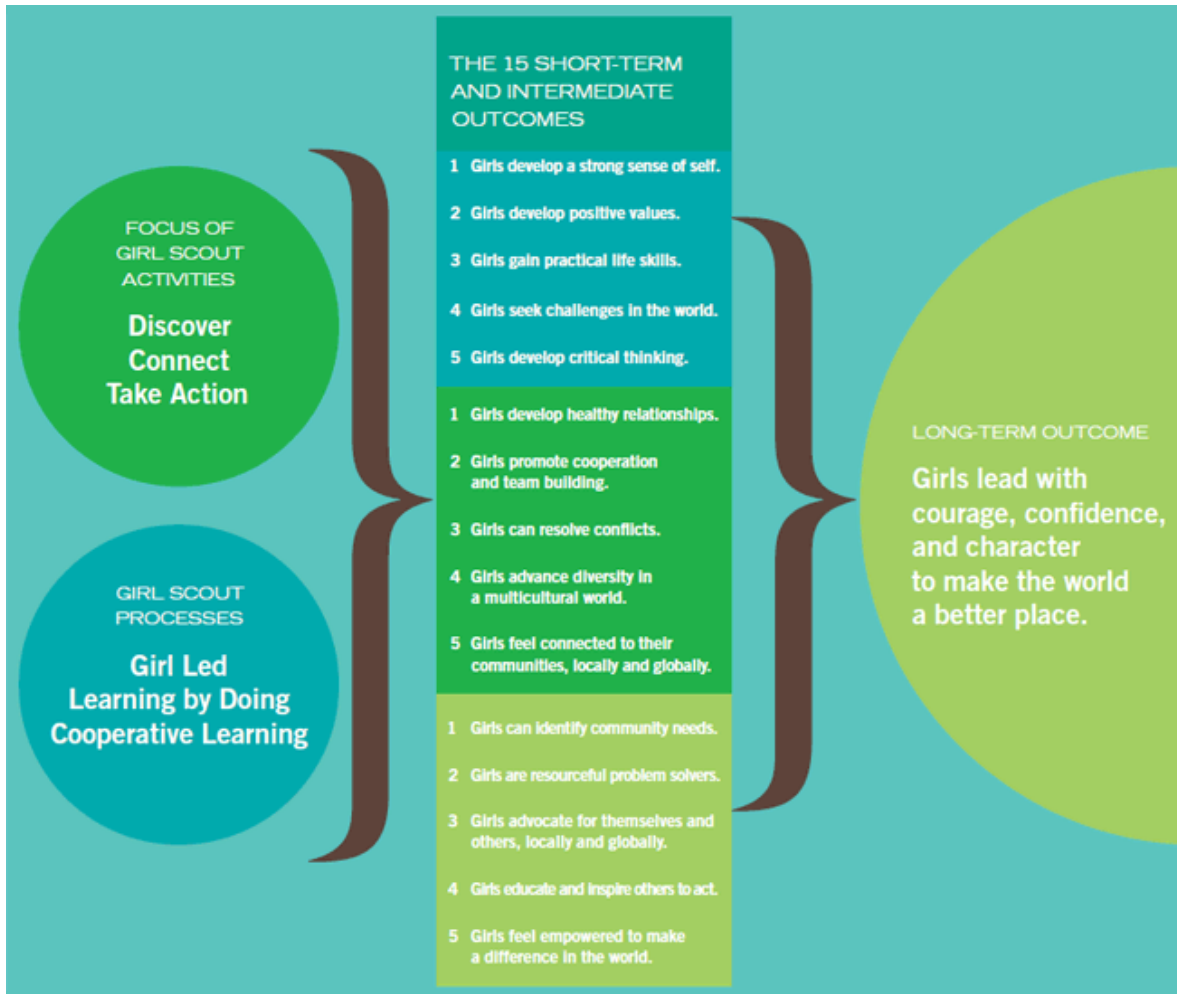 FOCUS OF
GIRL SCOUT
ACTIVITIES
Discover
Connect
Take Action
GIRL SCOUT
PROCESSES
Girl Led
Learning by Doing
Cooperative Learning
THE 15 SHORT-TERM
AND INTERMEDIATE
OUTCOMES
1 Girls develop a strong sense of self.
2 Girls develop positive values.
3 Girls gain practical life skills.
4 Girls seek challenges in the world.
5 Girls develop critical thinking.
1 Girls develop healthy relationships.
2 Girls promote cooperation
and team building.
3 Girls can resolve conflicts.
4 Girls advance diversity in
a multicultural world.
5 Girls feel connected to their
communities, locally and globally.
1 Girls can identify community needs.
2 Girls are resourceful problem solvers.
3 Girls advocate for themselves and
others, locally and globally.
4 Girls educate and inspire others to act.
5 Girls feel empowered to make
a difference in the world.
LONG-TERM OUTCOME
Girls lead with
courage, confidence,
and character
to make the world
a better place.